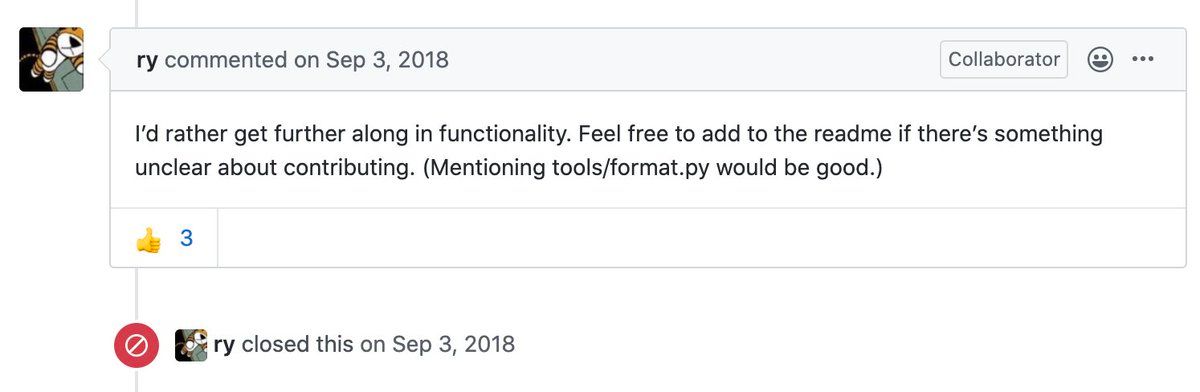 ry commented on Sep 3, 2018
Collaborator
I’d rather get further along in functionality. Feel free to add to the readme if there’s something
unclear about contributing. (Mentioning tools/format.py would be good.)
👍 3
ry closed this on Sep 3, 2018